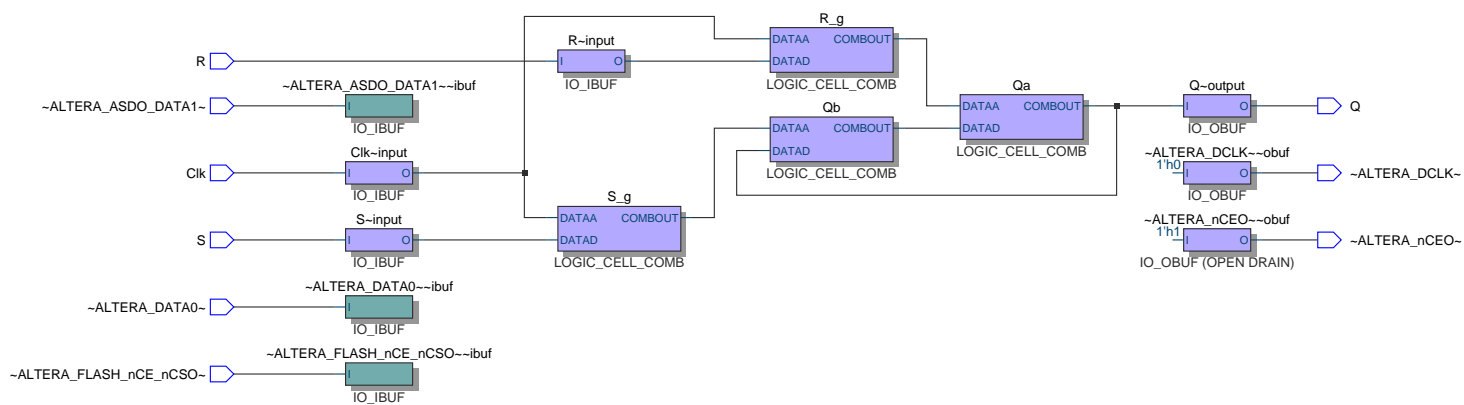 R_g
DATAA COMBOUT
DATAD
LOGIC_CELL_COMB
R
R~input
I O
IO_IBUF
~ALTERA_ASDO_DATA1~
~ALTERA_ASDO_DATA1~~ibuf
I
IO_IBUF
Qa
DATAA COMBOUT
DATAD
LOGIC_CELL_COMB
Q~output
I O
IO_OBUF
Q
Qb
DATAA COMBOUT
DATAD
LOGIC_CELL_COMB
Clk
Clk~input
I O
IO_IBUF
~ALTERA_DCLK~~obuf
1'h0
I O
IO_OBUF
~ALTERA_DCLK~
S_g
DATAA COMBOUT
DATAD
LOGIC_CELL_COMB
S
S~input
I O
IO_IBUF
~ALTERA_nCEO~~obuf
1'h1
I O
IO_OBUF (OPEN DRAIN)
~ALTERA_nCEO~
~ALTERA_DATA0~
~ALTERA_DATA0~~ibuf
I
IO_IBUF
~ALTERA_FLASH_nCE_nCSO~
~ALTERA_FLASH_nCE_nCSO~~ibuf
I
IO_IBUF